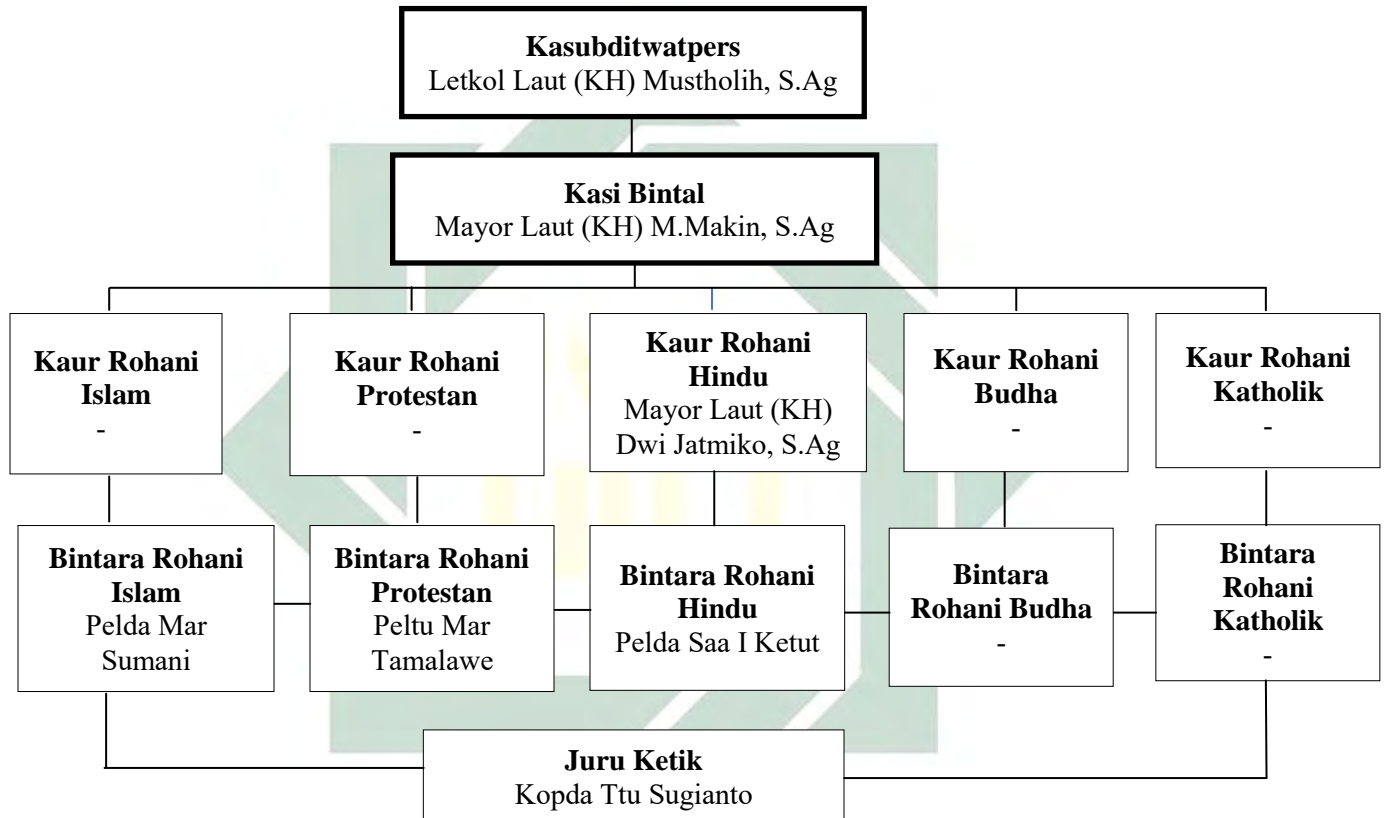 Kasubditwatpers
Letkol Laut (KH) Mustholih, S.Ag
Kasi Bintal
Mayor Laut (KH) M.Makin, S.Ag
Kaur Rohani
Islam
-
Kaur Rohani
Protestan
-
Kaur Rohani
Hindu
Mayor Laut (KH)
Dwi Jatmiko, S.Ag
Kaur Rohani
Budha
-
Kaur Rohani
Katholik
-
Bintara Rohani
Islam
Pelda Mar
Sumani
Bintara Rohani
Protestan
Peltu Mar
Tamalawe
Bintara Rohani
Hindu
Pelda Saa I Ketut
Bintara
Rohani Budha
-
Bintara
Rohani
Katholik
-
Juru Ketik
Kopda Ttu Sugianto